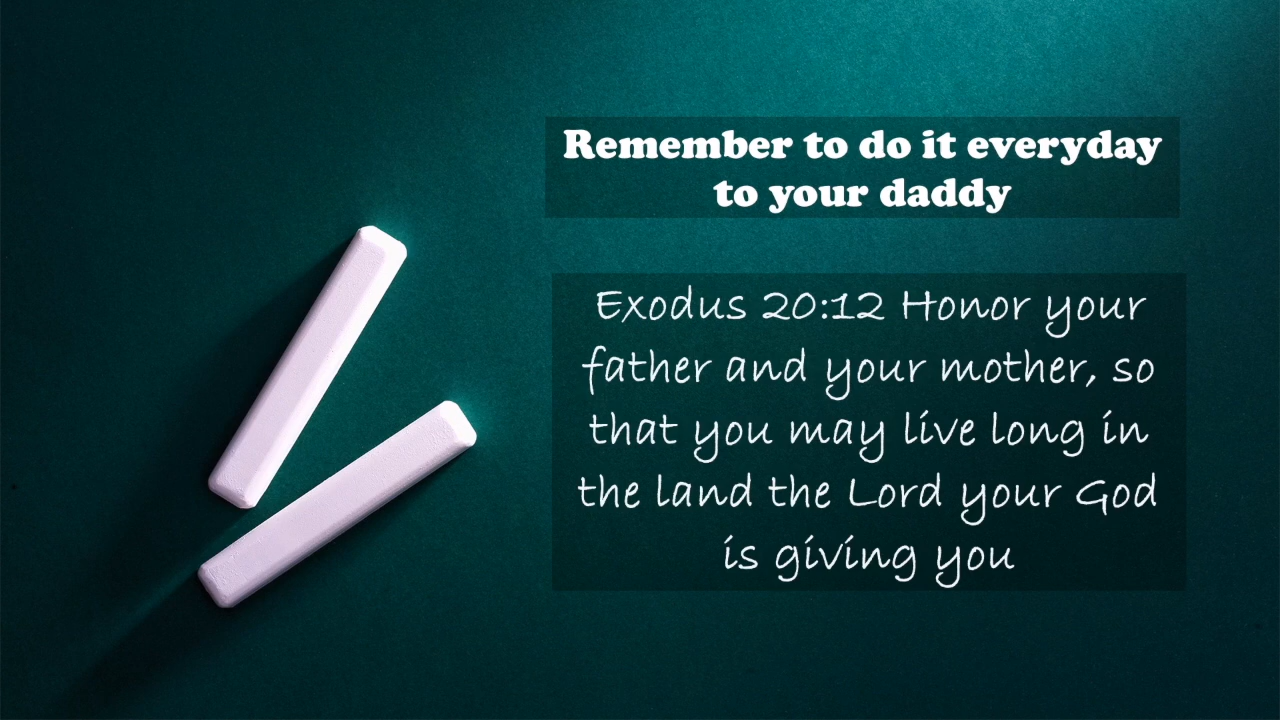 Remember to do it everyday
to your daddy
Exodus 20:12 Honor your
father and your mother, so
that you may live long in
the land the Lord your God
is giving you